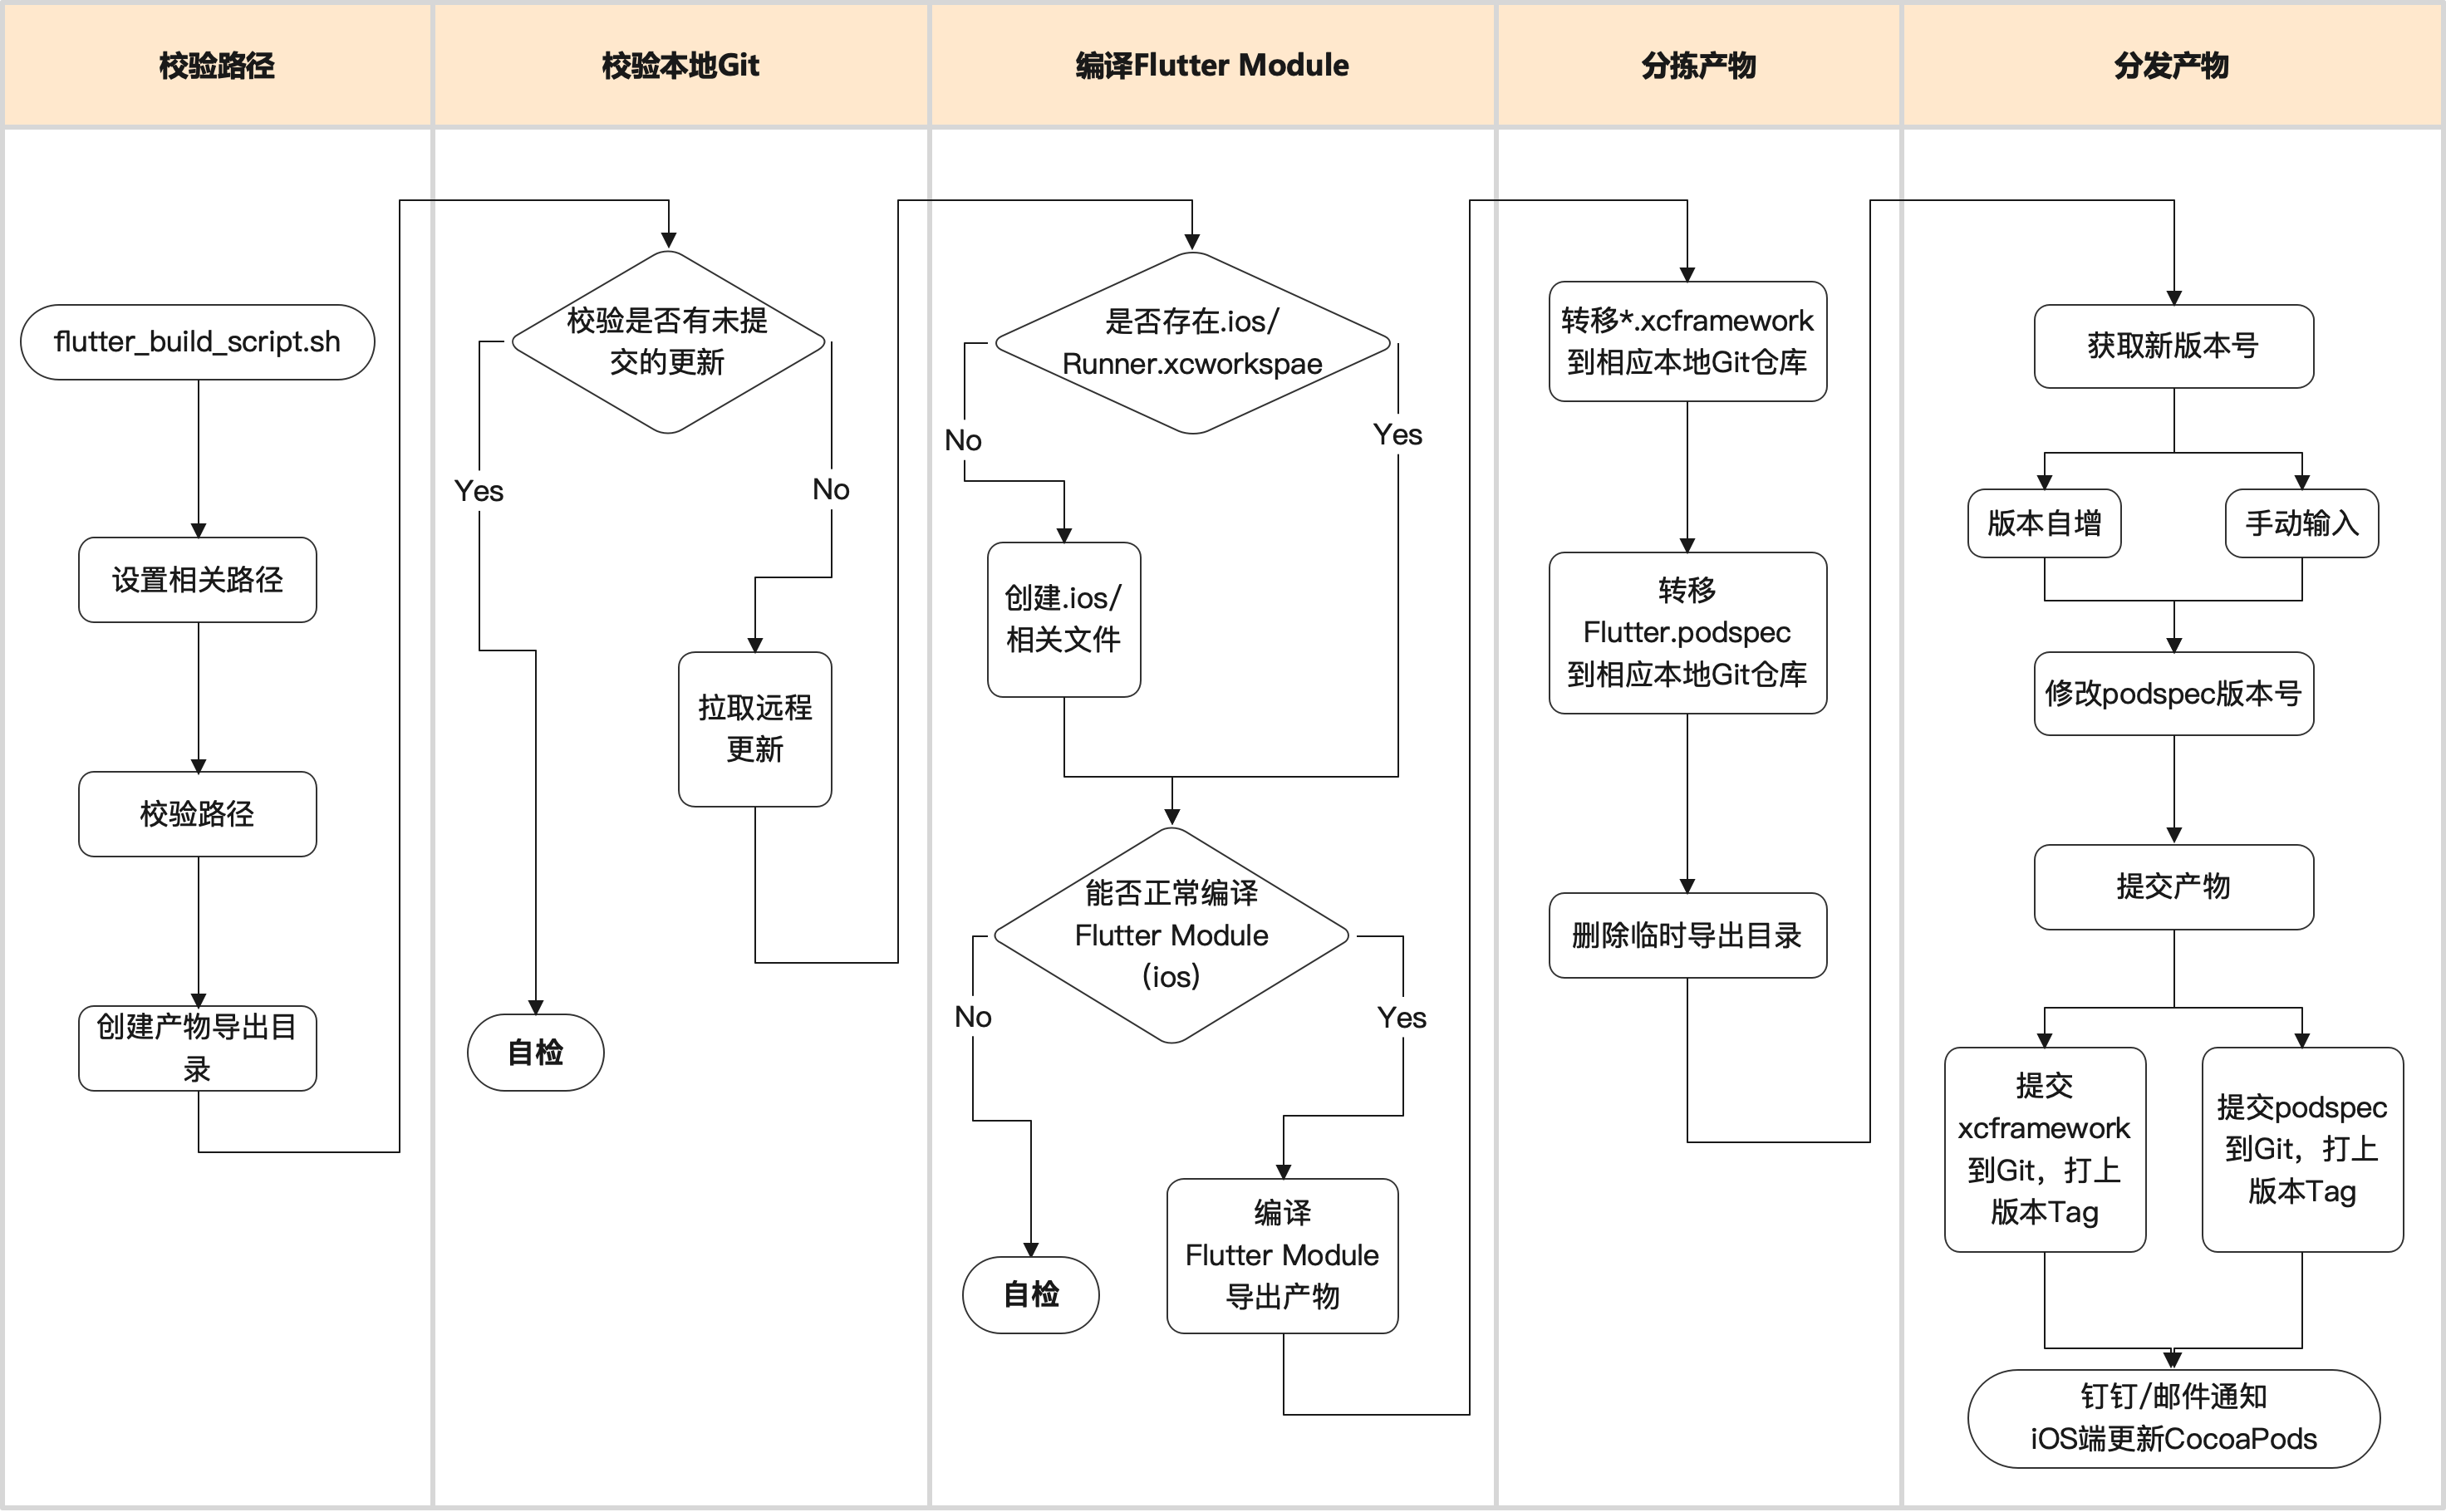 校验路径
校验本地Git
编译Flutter Module
分拣产物
分发产物
flutter_build_script.sh
设置相关路径
校验路径
创建产物导出目
录
校验是否有未提
交的更新
Yes
No
拉取远程
更新
自检
是否存在.ios/
Runner.xcworkspae
No
Yes
创建.ios/
相关文件
能否正常编译
Flutter Module
(ios)
No
Yes
自检
编译
Flutter Module
导出产物
转移*.xcframework
到相应本地Git仓库
转移
Flutter.podspec
到相应本地Git仓库
删除临时导出目录
获取新版本号
版本自增
手动输入
修改podspec版本号
提交产物
提交
xcframework
到Git，打上
版本Tag
提交podspec
到Git，打上
版本Tag
钉钉/邮件通知
iOS端更新CocoaPods